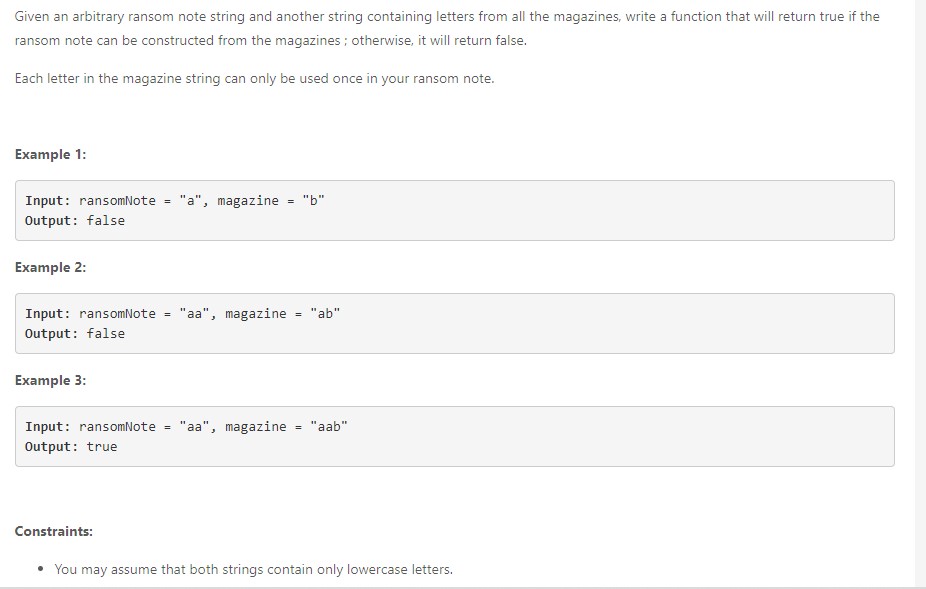 Given an arbitrary ransom note string and another string containing letters from all the magazines, write a function that will return true if the
ransom note can be constructed from the magazines ; otherwise, it will return false.
Each letter in the magazine string can only be used once in your ransom note.
Example 1:
Input: ransomNote = "a", magazine = "b"
Output: false
Example 2:
Input: ransomNote = "aa", magazine = "ab"
Output: false
Example 3:
Input: ransomNote = "aa", magazine = "aab"
Output: true
Constraints:
• You may assume that both strings contain only lowercase letters.